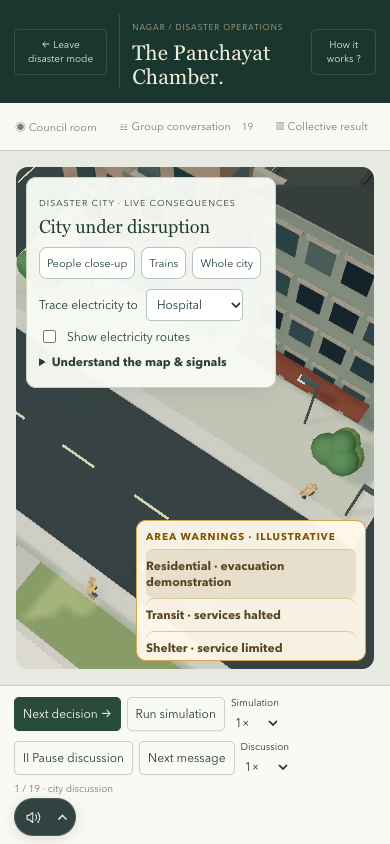 ← Leave
disaster mode
NAGAR / DISASTER OPERATIONS
The Panchayat
Chamber.
How it
works ?
Council room
Group conversation 19
Collective result
DISASTER CITY · LIVE CONSEQUENCES
City under disruption
People close-up
Trains
Whole city
Trace electricity to Hospital
Show electricity routes
▶ Understand the map & signals
AREA WARNINGS · ILLUSTRATIVE
Residential · evacuation
demonstration
Transit · services halted
Shelter · service limited
Next decision →
Run simulation
Simulation
1×
II Pause discussion
Next message
Discussion
1×
1 / 19 · city discussion